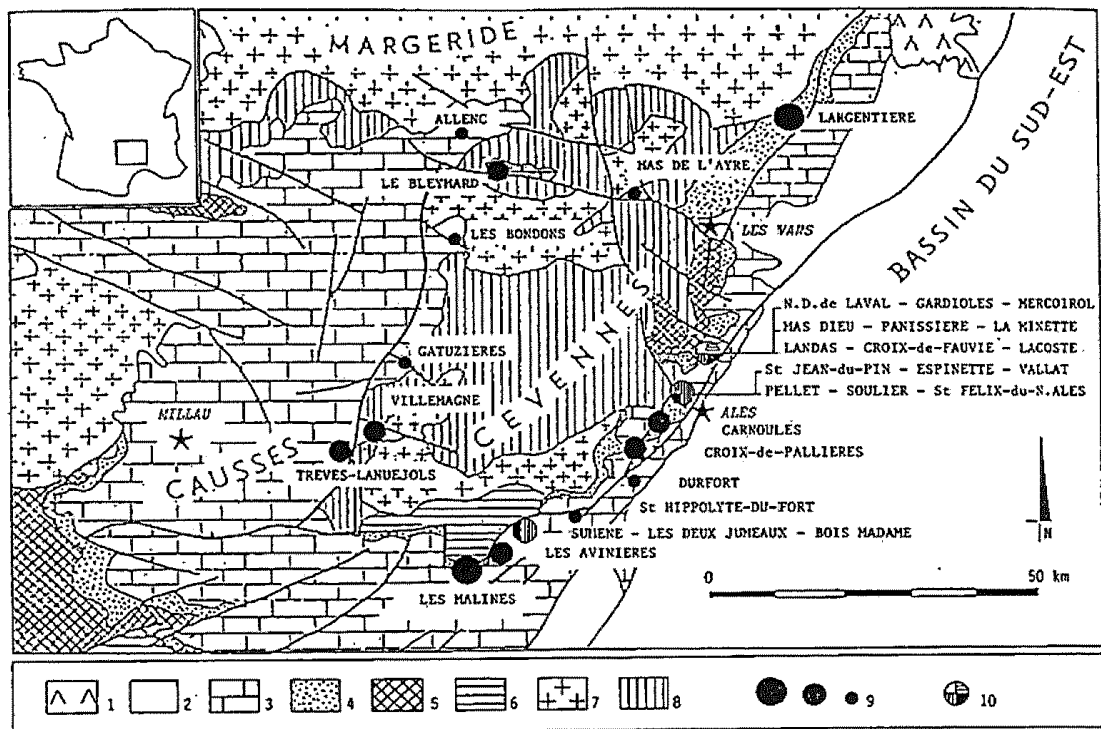 MARGERIDE
ALLENC
LARGENTIERE
LE BLEYMARD
MAS DE L'AYRE
LES BONDONS
LES VANS
BASSIN DU SUD-EST
N.D.de LAVAL - GARDIOLES - MERCOIROL
MAS DIEU - PANISSIERE - LA MINETTE
LANDAS - CROIX-de-FAUVIE - LACOSTE
St JEAN-du-PIN - ESPINETTE - VALLAT
PELLET - SOULIER - St FELIX-du-N.ALES
GATUZIERES
VILLEMAGNE
CEVENNES
MILLAU
CAUSSES
TREVES-LANUEJOLS
ALES
CARNOULES
CROIX-de-PALLIERES
DURFORT
St HIPPOLYTE-DU-FORT
SUMENE - LES DEUX JUMEAUX - BOIS MADAME
LES AVINIERES
LES MALINES
N
0 50 km
1 2 3 4 5 6 7 8 9 10